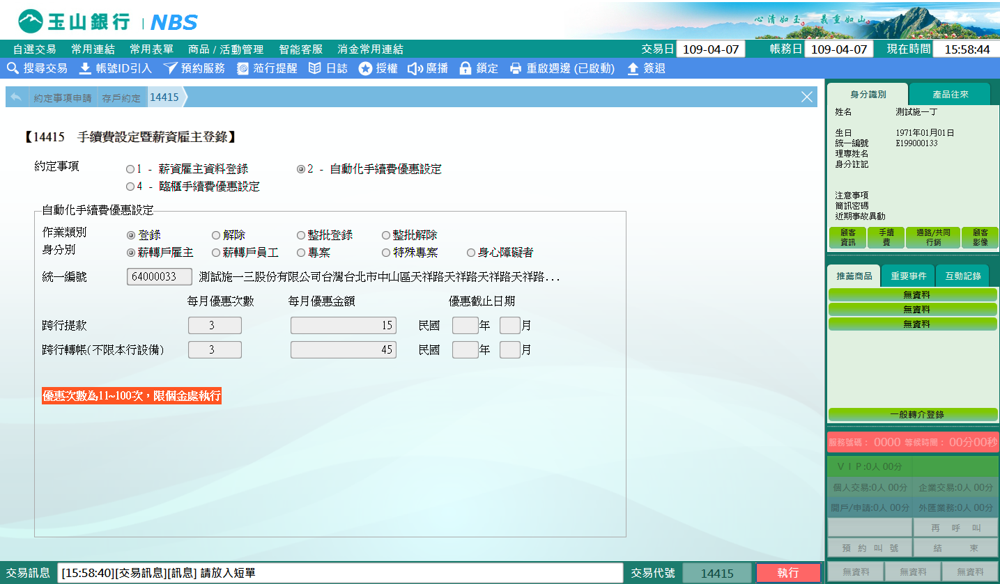 玉山銀行 NBS
心清如玉。 義重如山。
自選交易 常用連結 常用表單 商品 / 活動管理 智能客服 消金常用連結
交易日 109-04-07 帳務日 109-04-07 現在時間 15:58:44
搜尋交易 帳號ID引入 預約服務 蒞行提醒 日誌 授權 廣播 鎖定 重啟週邊 (已啟動) 簽退
約定事項申請 存戶約定 14415
【14415 手續費設定暨薪資雇主登錄】
約定事項
1 - 薪資雇主資料登錄 2 - 自動化手續費優惠設定
4 - 臨櫃手續費優惠設定
自動化手續費優惠設定
作業類別 登錄 解除 整批登錄 整批解除
身分別 薪轉戶雇主 薪轉戶員工 專案 特殊專案 身心障礙者
統一編號 64000033 測試施一三股份有限公司台灣台北市中山區天祥路天祥路天祥路天祥路...
每月優惠次數 每月優惠金額 優惠截止日期
跨行提款 3 15 民國 年 月
跨行轉帳(不限本行設備) 3 45 民國 年 月
優惠次數為11~100次，限個金處執行
交易訊息 [15:58:40][交易訊息][訊息] 請放入短單 交易代號 14415 執行
身分識別 產品往來
姓名 測試施一丁
生日 1971年01月01日
統一編號 E199000133
理專姓名
身分註記
注意事項
簡訊密碼
近期事故異動
顧客資訊 手續費 通路/共同行銷 顧客影像
推薦商品 重要事件 互動記錄
無資料
無資料
無資料
一般轉介登錄
服務號碼： 0000 等候時間： 00分00秒
ＶＩＰ:0人 00分
個人交易:0人 00分 企業交易:0人 00分
開戶/申請:0人 00分 外匯業務:0人 00分
再 呼 叫
預 約 叫 號 結 束
無資料 無資料 無資料